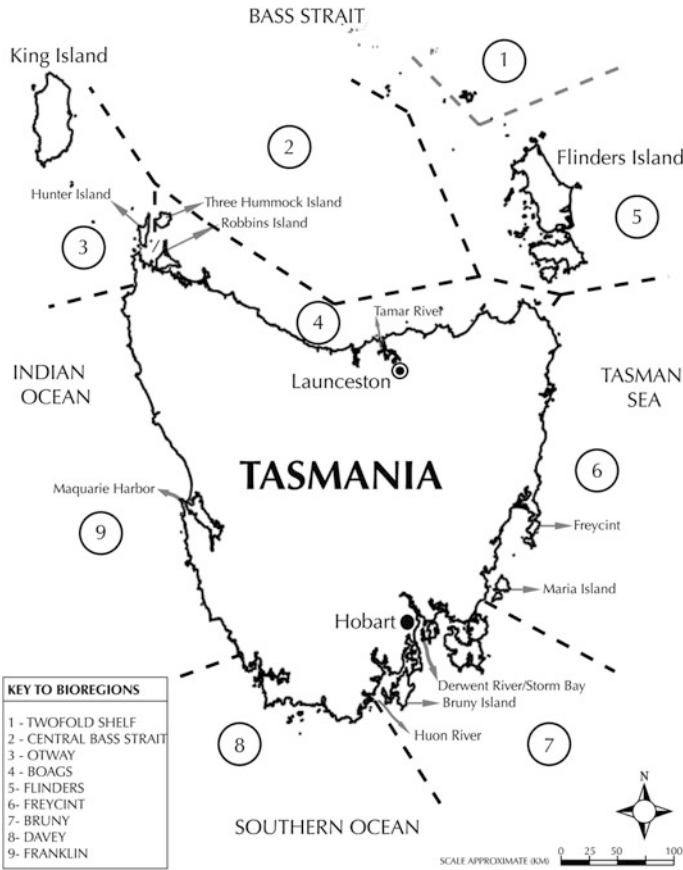 BASS STRAIT
King Island
1
2
Flinders Island
Hunter Island
Three Hummock Island
Robbins Island
5
3
4
Tamar River
INDIAN
OCEAN
Launceston
TASMAN
SEA
TASMANIA
6
Maquarie Harbor
9
Freycint
Maria Island
Hobart
Derwent River/Storm Bay
Bruny Island
Huon River
8
7
KEY TO BIOREGIONS
1 - TWOFOLD SHELF
2 - CENTRAL BASS STRAIT
3 - OTWAY
4 - BOAGS
5- FLINDERS
6- FREYCINT
7- BRUNY
8- DAVEY
9- FRANKLIN
SOUTHERN OCEAN
N
SCALE APPROXIMATE (KM)
0 25 50 100